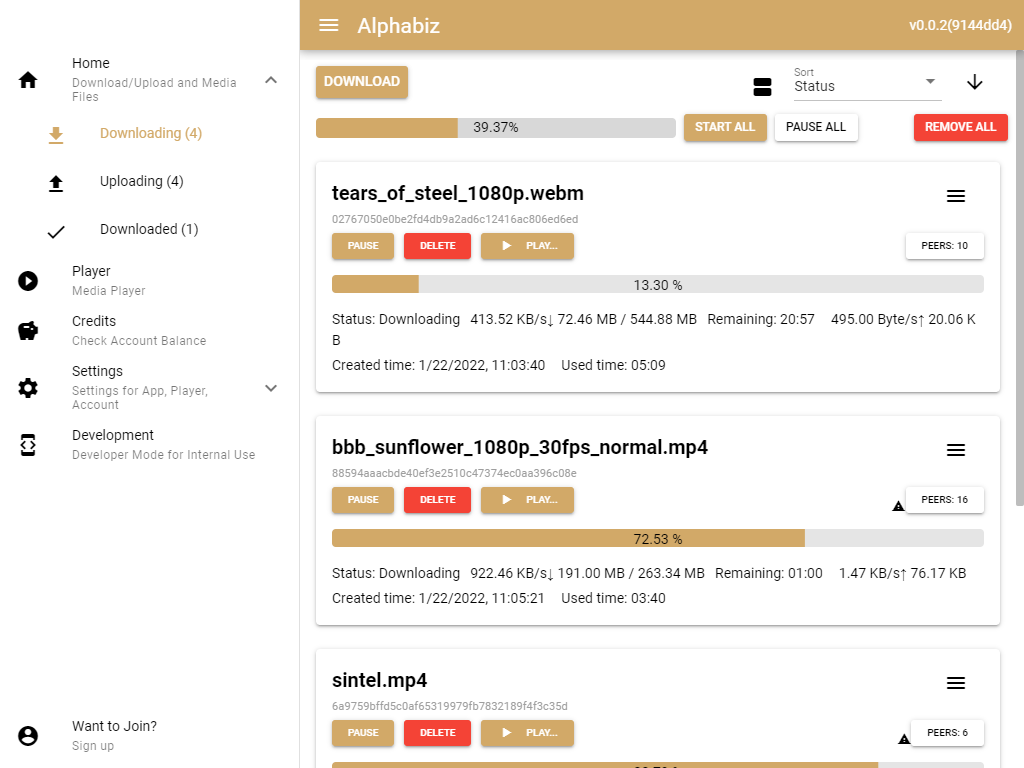 Home
Download/Upload and Media
Files
Downloading (4)
Uploading (4)
Downloaded (1)
Player
Media Player
Credits
Check Account Balance
Settings
Settings for App, Player,
Account
Development
Developer Mode for Internal Use
Want to Join?
Sign up
Alphabiz
v0.0.2(9144dd4)
DOWNLOAD
Sort
Status
39.37%
START ALL
PAUSE ALL
REMOVE ALL
tears_of_steel_1080p.webm
02767050e0be2fd4db9a2ad6c12416ac806ed6ed
PAUSE
DELETE
PLAY...
PEERS: 10
13.30 %
Status: Downloading 413.52 KB/s↓ 72.46 MB / 544.88 MB Remaining: 20:57 495.00 Byte/s↑ 20.06 K
B
Created time: 1/22/2022, 11:03:40 Used time: 05:09
bbb_sunflower_1080p_30fps_normal.mp4
88594aaacbde40ef3e2510c47374ec0aa396c08e
PAUSE
DELETE
PLAY...
PEERS: 16
72.53 %
Status: Downloading 922.46 KB/s↓ 191.00 MB / 263.34 MB Remaining: 01:00 1.47 KB/s↑ 76.17 KB
Created time: 1/22/2022, 11:05:21 Used time: 03:40
sintel.mp4
6a9759bffd5c0af65319979fb7832189f4f3c35d
PAUSE
DELETE
PLAY...
PEERS: 6